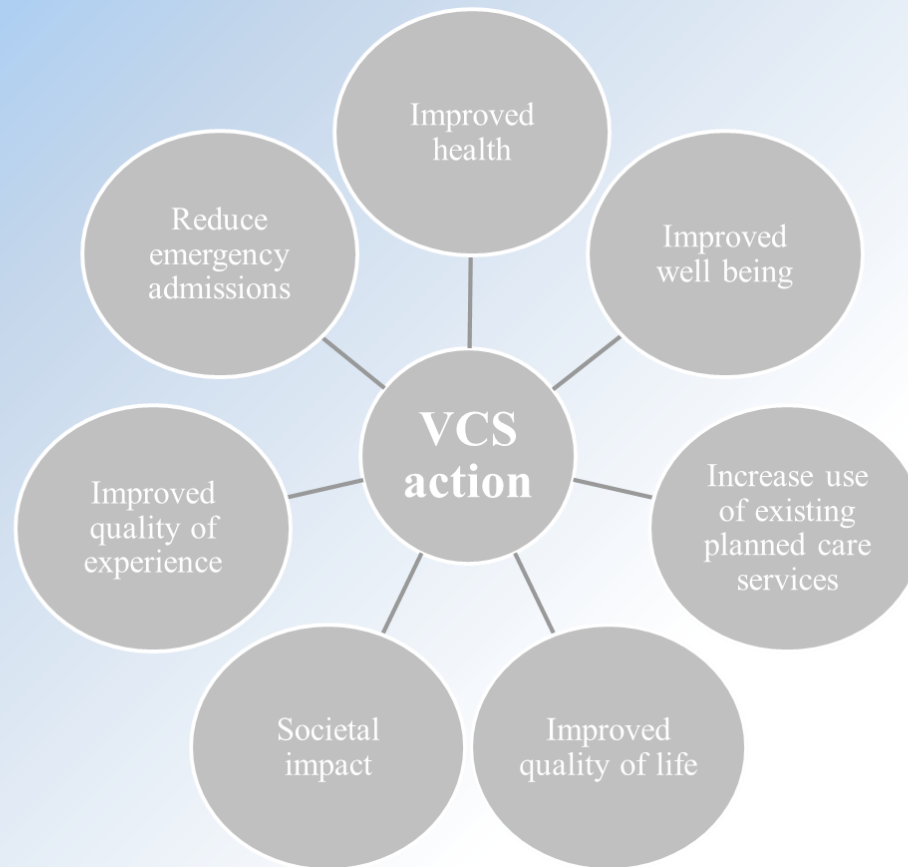 Improved
health
Improved
well being
Increase use
of existing
planned care
services
Improved
quality of life
Societal
impact
Improved
quality of
experience
Reduce
emergency
admissions
VCS
action